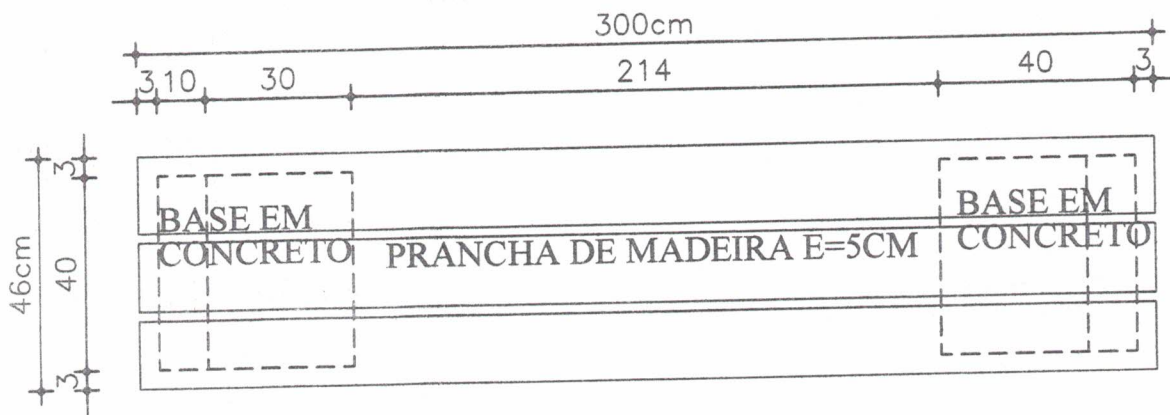 300cm
3 10 30 214 40 3
3
40
3
46cm
BASE EM
CONCRETO
PRANCHA DE MADEIRA E=5CM
BASE EM
CONCRETO